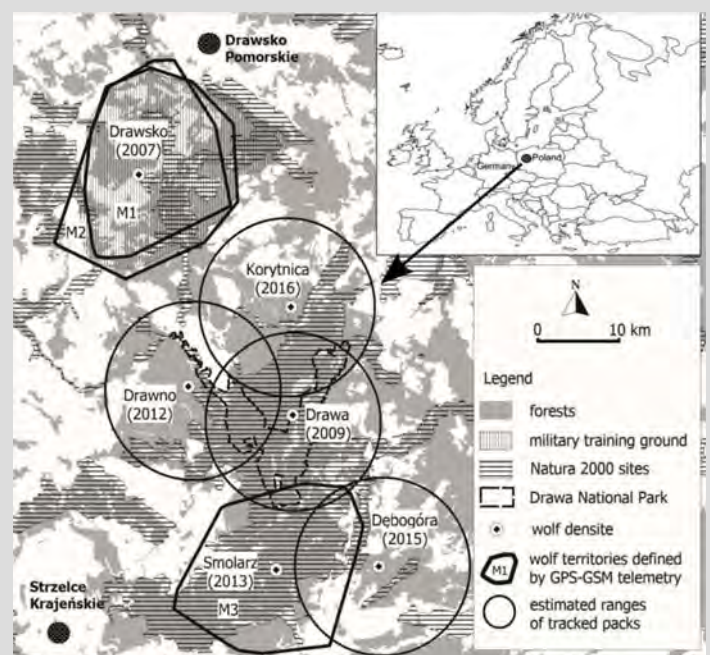 Drawsko
Pomorskie
Drawsko
(2007)
M1
M2
Germany
Poland
Korytnica
(2016)
N
0 10 km
Drawno
(2012)
Drawa
(2009)
Dębogóra
(2015)
Smolarz
(2013)
M3
Strzelce
Krajeńskie
Legend
forests
military training ground
Natura 2000 sites
Drawa National Park
wolf densite
M1
wolf territories defined
by GPS-GSM telemetry
estimated ranges
of tracked packs